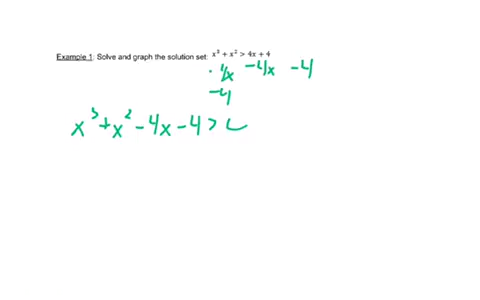 Example 1: Solve and graph the solution set: x³ + x² > 4x + 4
-4x -4
-4
x³ + x² - 4x - 4 >